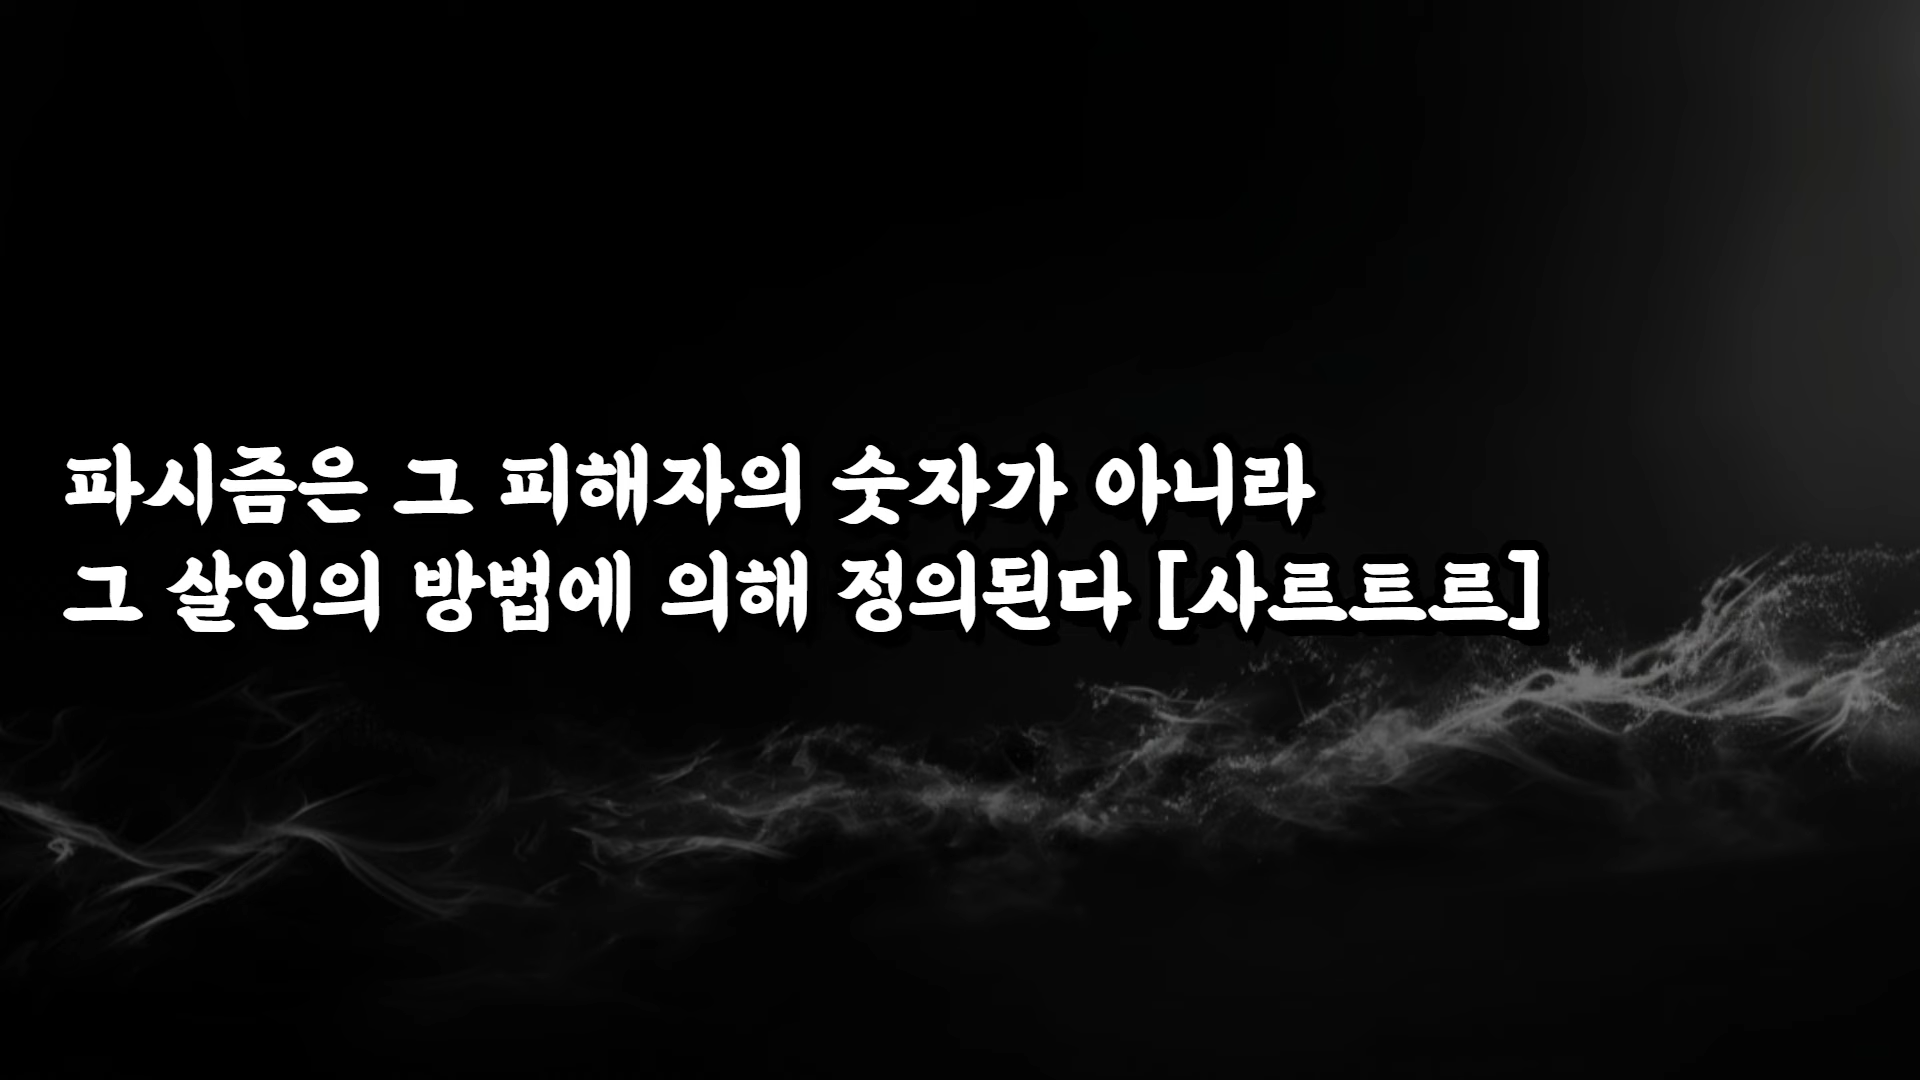 파시즘은 그 피해자의 숫자가 아니라
그 살인의 방법에 의해 정의된다 [사르트르]